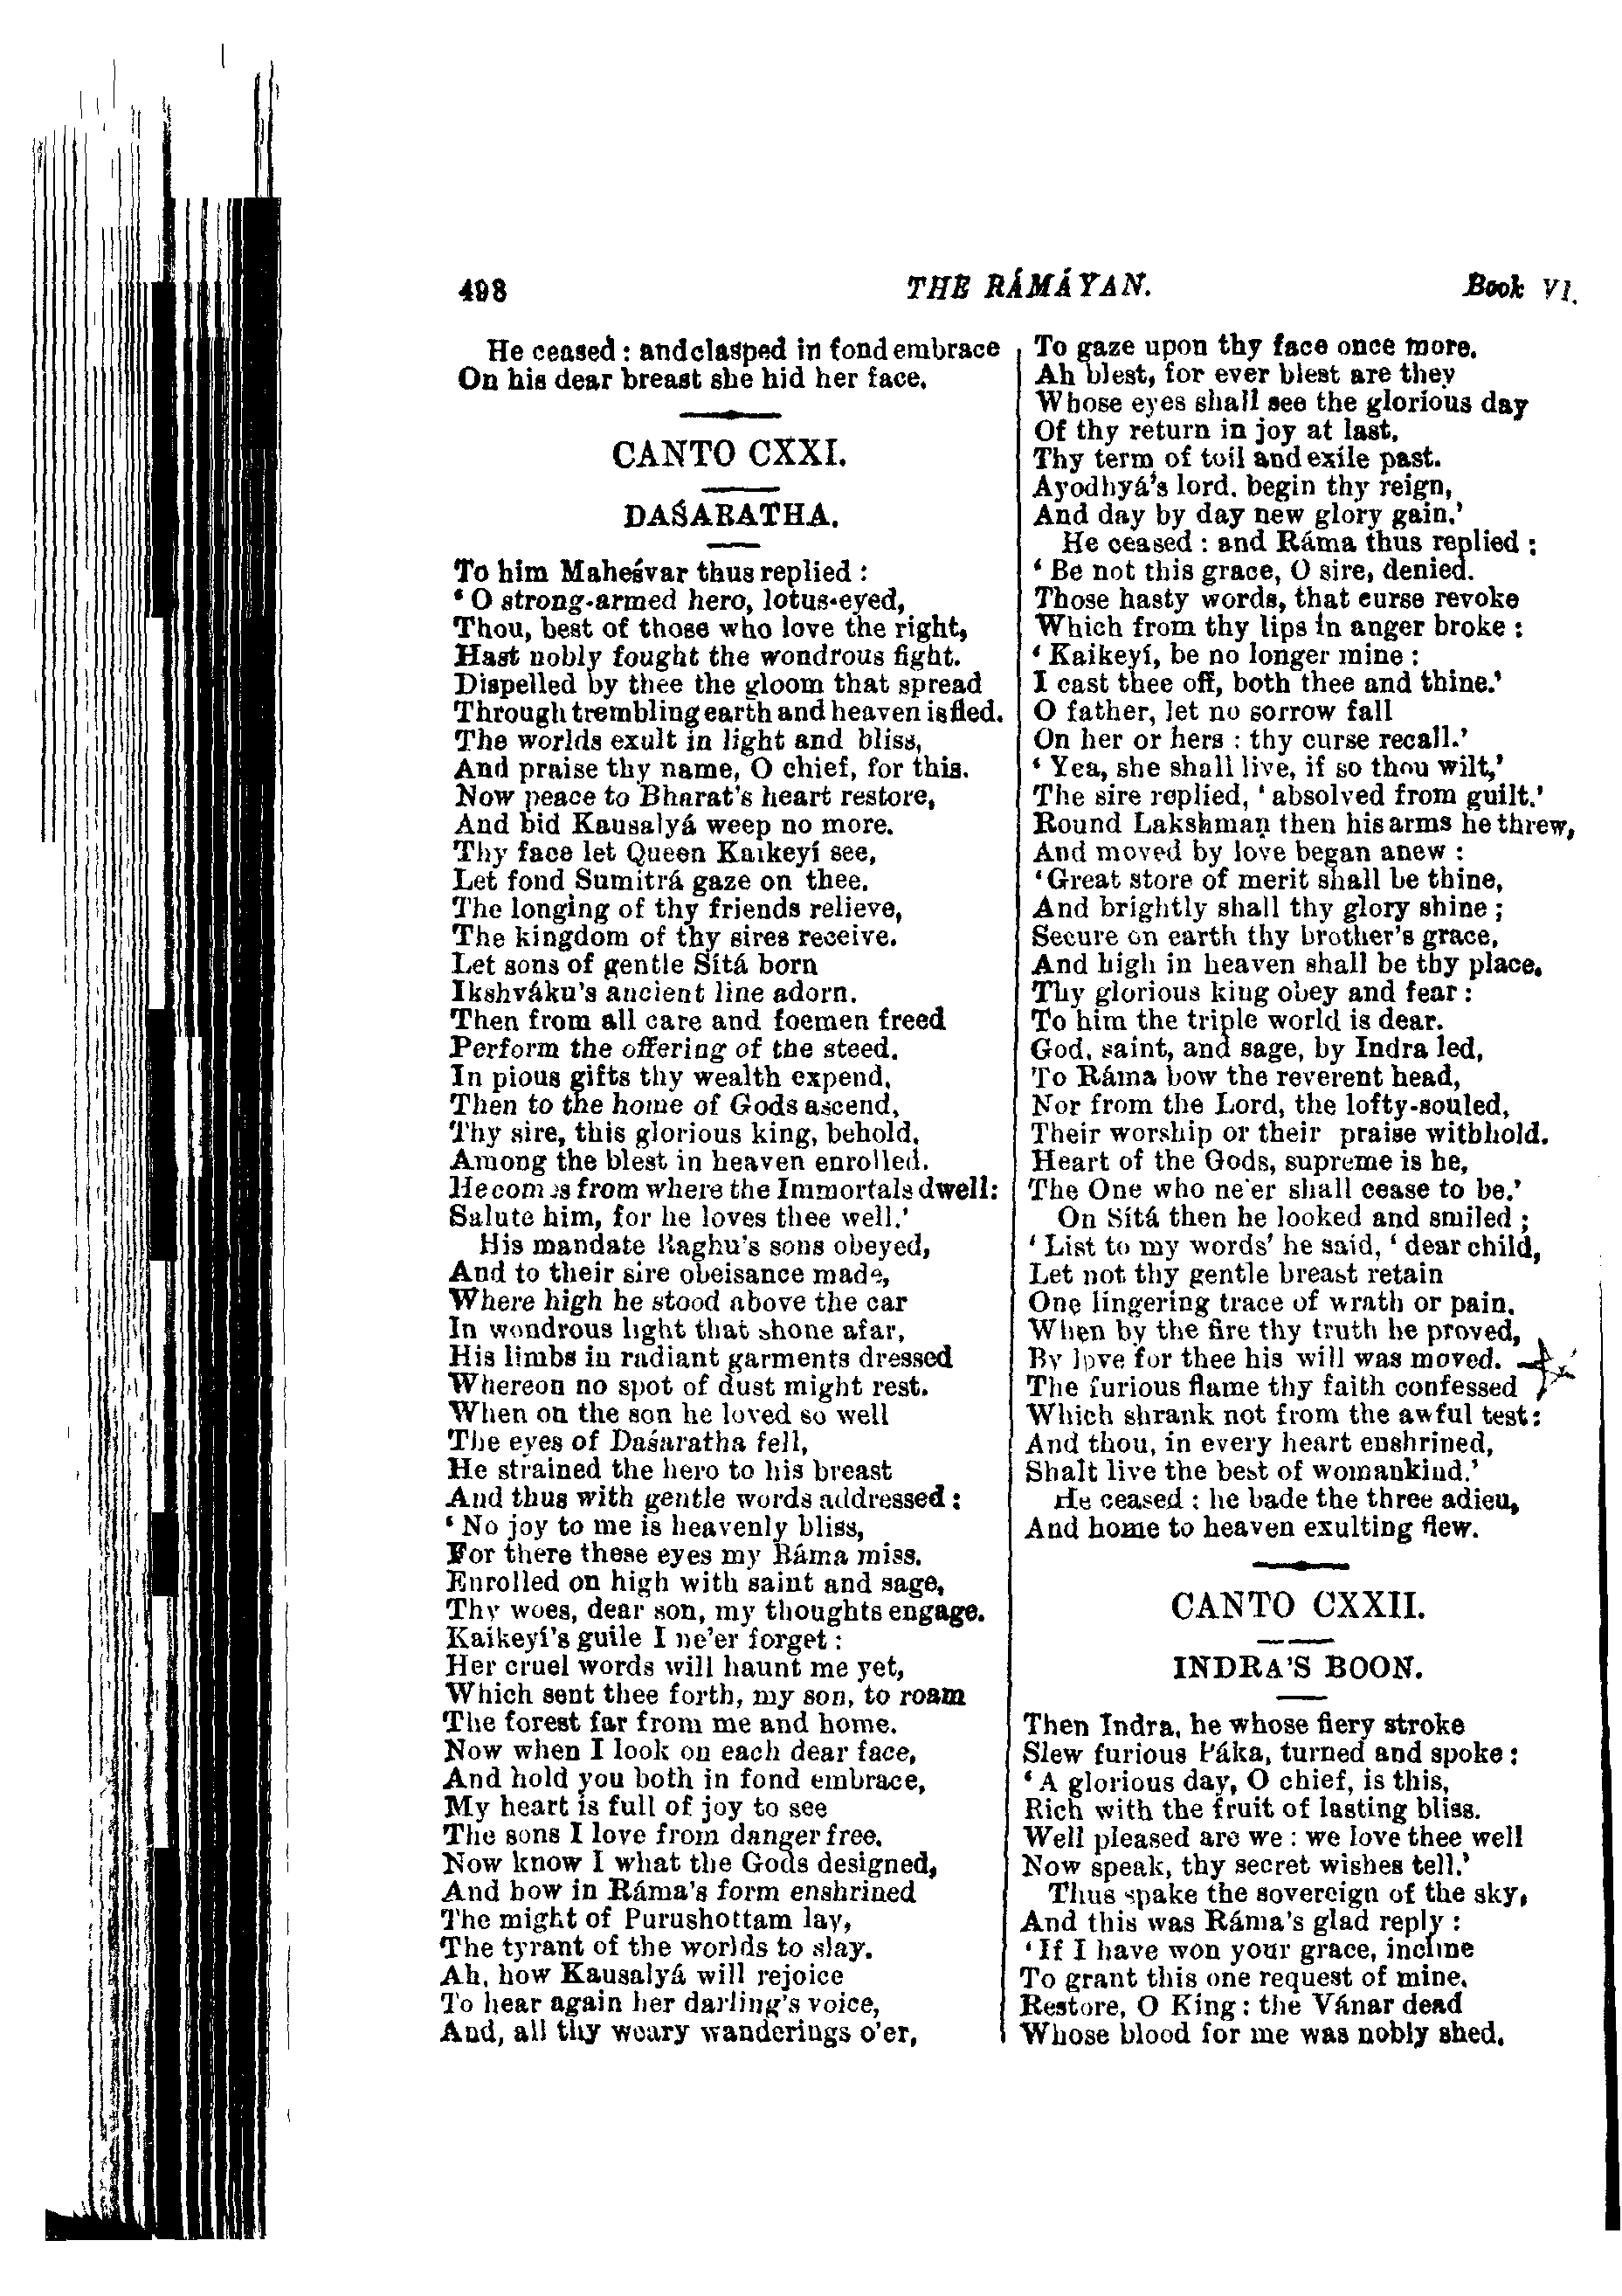 498 THE RÁMÁYAN. Book VI.
He ceased : and clasped in fond embrace
On his dear breast she hid her face.
CANTO CXXI.
DAŚARATHA.
To him Maheśvar thus replied :
‘ O strong-armed hero, lotus-eyed,
Thou, best of those who love the right,
Hast nobly fought the wondrous fight.
Dispelled by thee the gloom that spread
Through trembling earth and heaven is fled.
The worlds exult in light and bliss,
And praise thy name, O chief, for this.
Now peace to Bharat's heart restore,
And bid Kausalyá weep no more.
Thy face let Queen Kaikeyí see,
Let fond Sumitrá gaze on thee.
The longing of thy friends relieve,
The kingdom of thy sires receive.
Let sons of gentle Sítá born
Ikshváku's ancient line adorn.
Then from all care and foemen freed
Perform the offering of the steed.
In pious gifts thy wealth expend,
Then to the home of Gods ascend,
Thy sire, this glorious king, behold,
Among the blest in heaven enrolled.
He comes from where the Immortals dwell:
Salute him, for he loves thee well.’
His mandate Raghu's sons obeyed,
And to their sire obeisance made,
Where high he stood above the car
In wondrous light that shone afar,
His limbs in radiant garments dressed
Whereon no spot of dust might rest.
When on the son he loved so well
The eyes of Daśaratha fell,
He strained the hero to his breast
And thus with gentle words addressed :
‘ No joy to me is heavenly bliss,
For there these eyes my Ráma miss.
Enrolled on high with saint and sage,
Thy woes, dear son, my thoughts engage.
Kaikeyí's guile I ne'er forget :
Her cruel words will haunt me yet,
Which sent thee forth, my son, to roam
The forest far from me and home.
Now when I look on each dear face,
And hold you both in fond embrace,
My heart is full of joy to see
The sons I love from danger free.
Now know I what the Gods designed,
And how in Ráma's form enshrined
The might of Purushottam lay,
The tyrant of the worlds to slay.
Ah, how Kausalyá will rejoice
To hear again her darling's voice,
And, all thy weary wanderings o'er,
To gaze upon thy face once more.
Ah blest, for ever blest are they
Whose eyes shall see the glorious day
Of thy return in joy at last,
Thy term of toil and exile past.
Ayodhyá's lord, begin thy reign,
And day by day new glory gain.’
He ceased : and Ráma thus replied :
‘ Be not this grace, O sire, denied.
Those hasty words, that curse revoke
Which from thy lips in anger broke :
‘ Kaikeyí, be no longer mine :
I cast thee off, both thee and thine.’
O father, let no sorrow fall
On her or hers : thy curse recall.’
‘ Yea, she shall live, if so thou wilt,’
The sire replied, ‘ absolved from guilt.’
Round Lakshmaṇ then his arms he threw,
And moved by love began anew :
‘ Great store of merit shall be thine,
And brightly shall thy glory shine ;
Secure on earth thy brother's grace,
And high in heaven shall be thy place.
Thy glorious king obey and fear :
To him the triple world is dear.
God, saint, and sage, by Indra led,
To Ráma bow the reverent head,
Nor from the Lord, the lofty-souled,
Their worship or their praise withhold.
Heart of the Gods, supreme is he,
The One who ne'er shall cease to be.’
On Sítá then he looked and smiled ;
‘ List to my words’ he said, ‘ dear child,
Let not thy gentle breast retain
One lingering trace of wrath or pain.
When by the fire thy truth he proved,
By love for thee his will was moved.
The furious flame thy faith confessed
Which shrank not from the awful test:
And thou, in every heart enshrined,
Shalt live the best of womankind.’
He ceased : he bade the three adieu,
And home to heaven exulting flew.
CANTO CXXII.
INDRA'S BOON.
Then Indra, he whose fiery stroke
Slew furious Páka, turned and spoke :
‘ A glorious day, O chief, is this,
Rich with the fruit of lasting bliss.
Well pleased are we : we love thee well
Now speak, thy secret wishes tell.’
Thus spake the sovereign of the sky,
And this was Ráma's glad reply :
‘ If I have won your grace, incline
To grant this one request of mine.
Restore, O King : the Vánar dead
Whose blood for me was nobly shed.